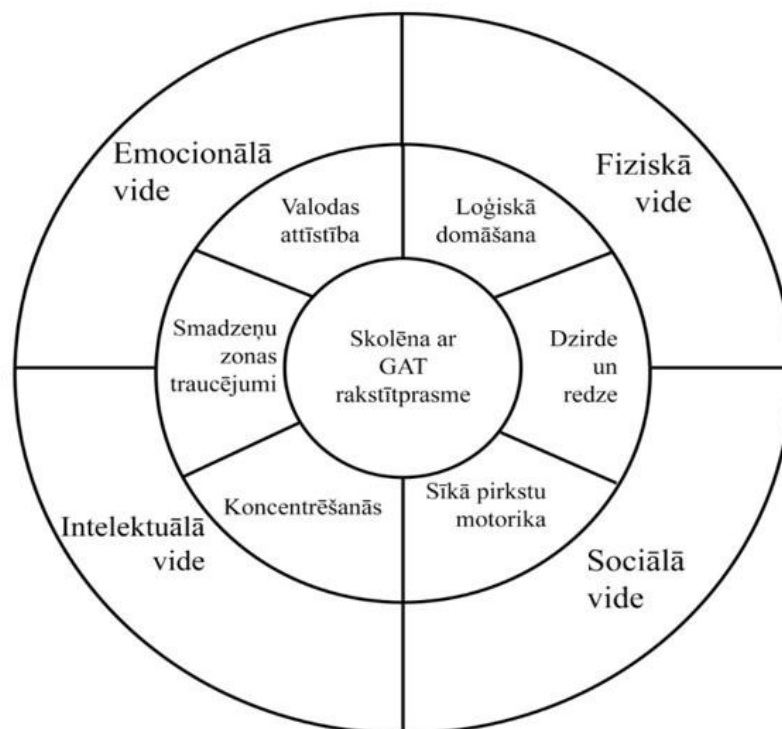 Emocionālā
vide
Fiziskā
vide
Valodas
attīstība
Loģiskā
domāšana
Smadzeņu
zonas
traucējumi
Skolēna ar
GAT
rakstītprasme
Dzirde
un
redze
Koncentrēšanās
Sīkā pirkstu
motorika
Intelektuālā
vide
Sociālā
vide